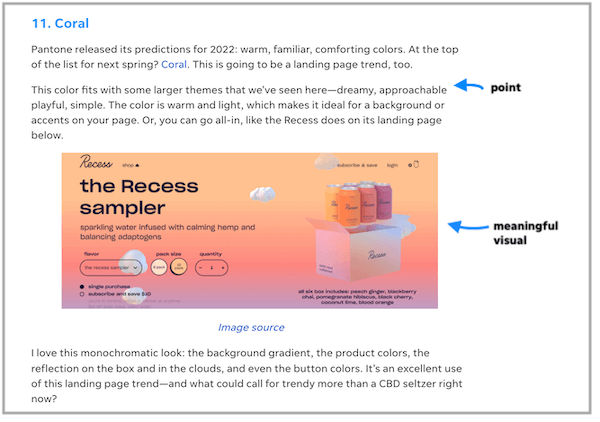 11. Coral
Pantone released its predictions for 2022: warm, familiar, comforting colors. At the top
of the list for next spring? Coral. This is going to be a landing page trend, too.
This color fits with some larger themes that we've seen here—dreamy, approachable
playful, simple. The color is warm and light, which makes it ideal for a background or
accents on your page. Or, you can go all-in, like the Recess does on its landing page
below.
point
Recess
shop
subscribe & save
login
the Recess
sampler
sparkling water infused with calming hemp and
balancing adaptogens
flavor
pack size
quantity
the recess sampler
6 pack
− 1 +
single purchase
subscribe and save $10
Recess
all six box includes: peach ginger, blackberry
chai, pomegranate hibiscus, black cherry,
coconut lime, blood orange
meaningful
visual
Image source
I love this monochromatic look: the background gradient, the product colors, the
reflection on the box and in the clouds, and even the button colors. It's an excellent use
of this landing page trend—and what could call for trendy more than a CBD seltzer right
now?